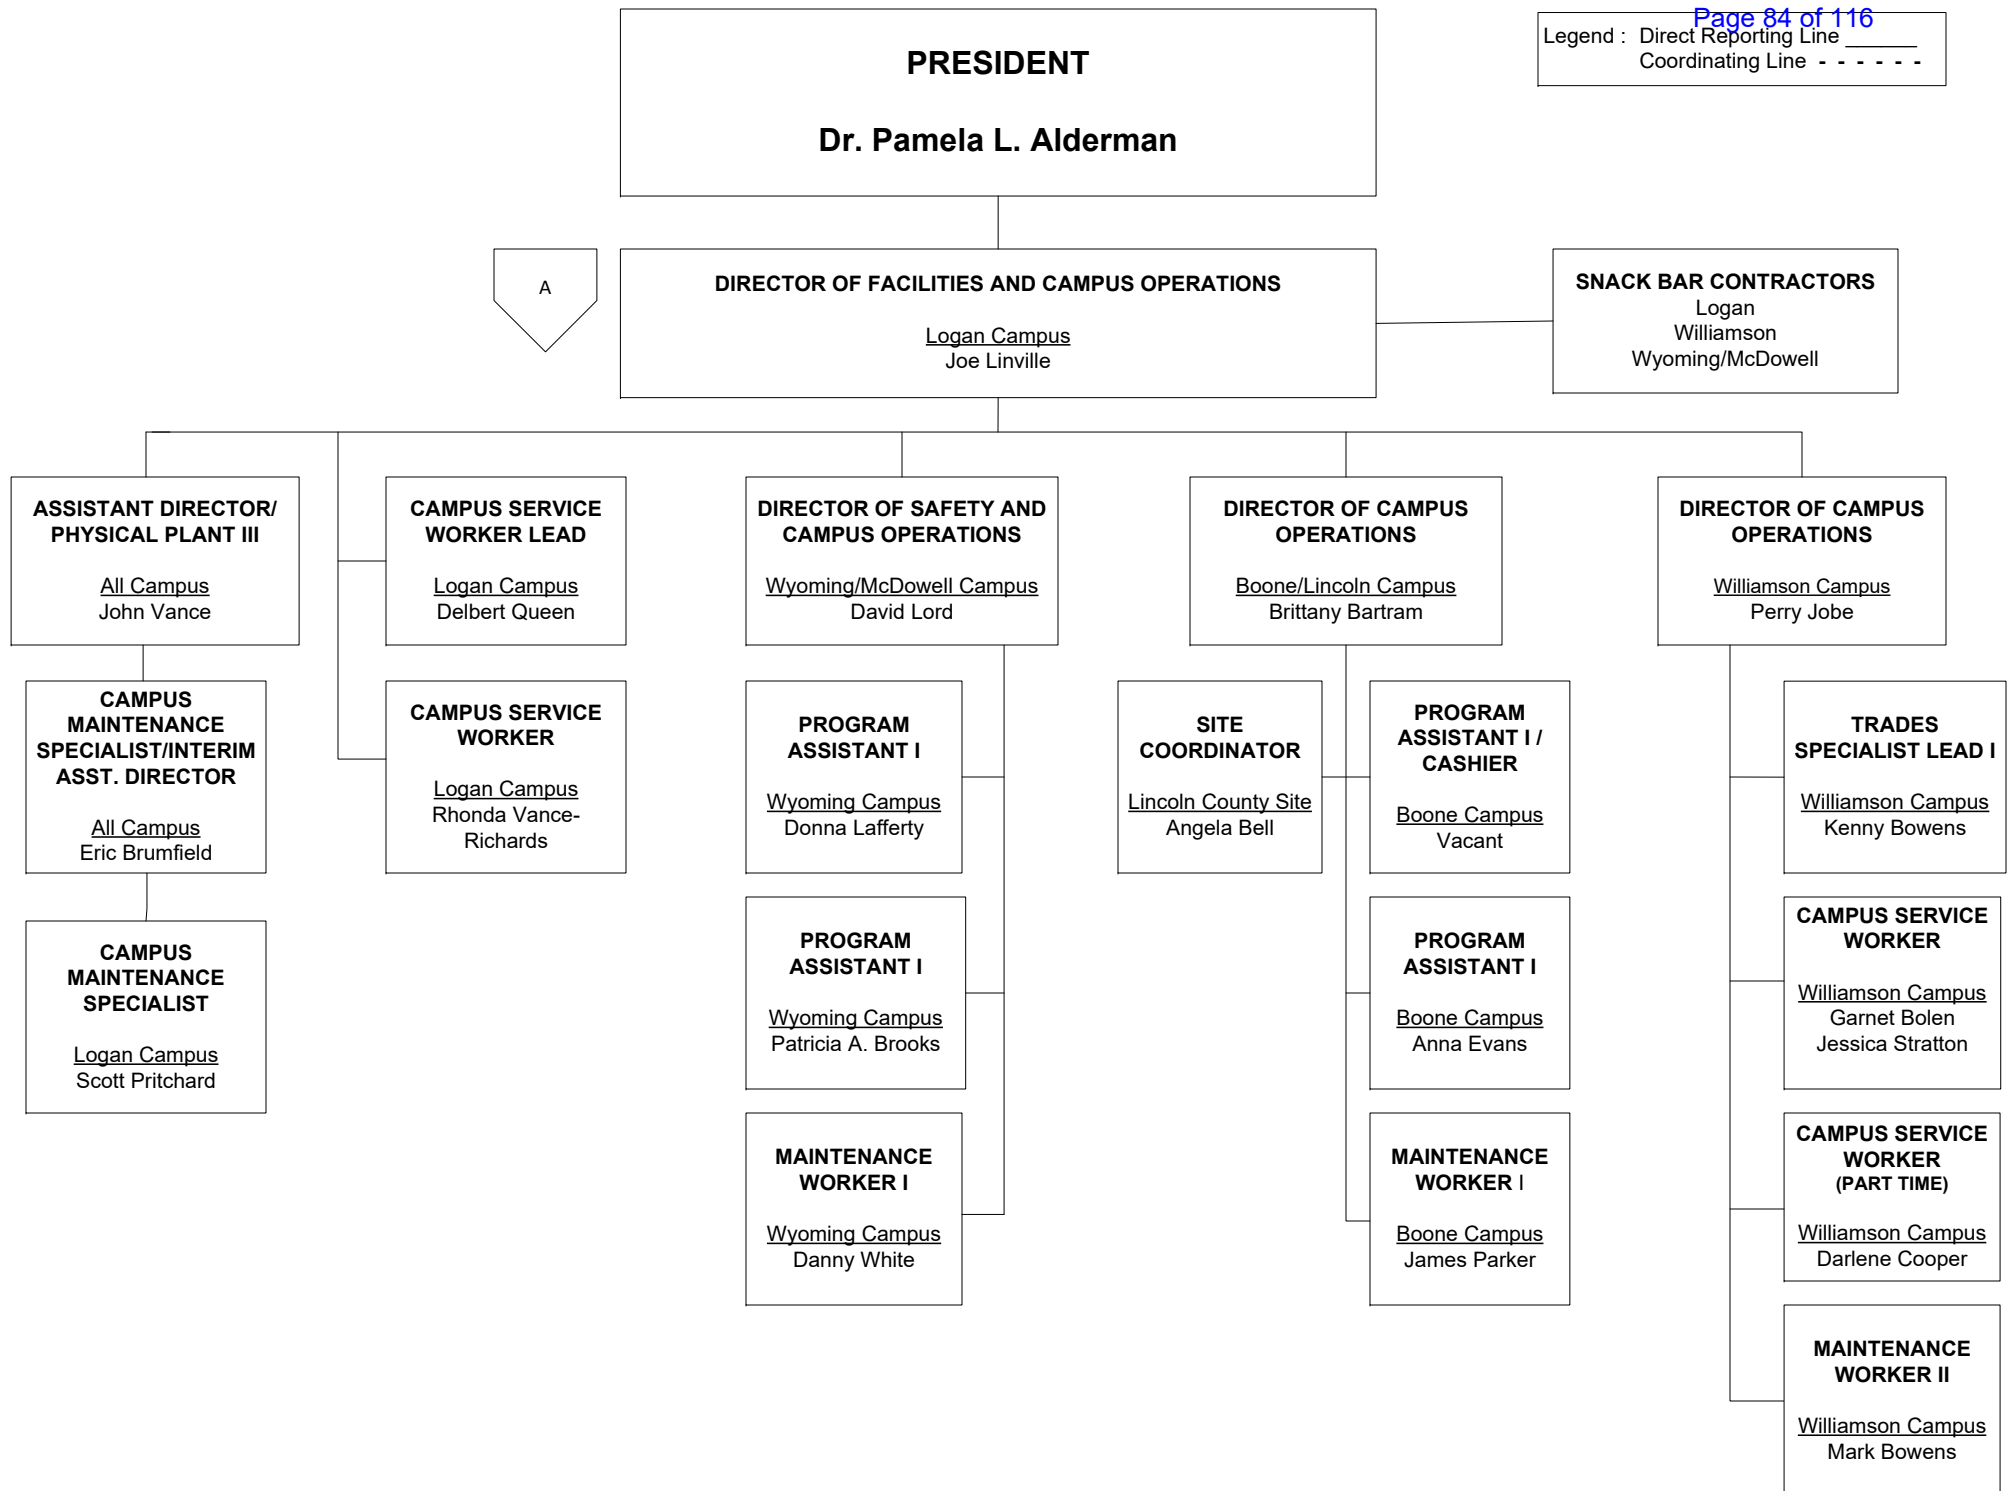 Page 84 of 116
Legend : Direct Reporting Line ______
Coordinating Line - - - - - -
PRESIDENT
Dr. Pamela L. Alderman
A
DIRECTOR OF FACILITIES AND CAMPUS OPERATIONS
Logan Campus
Joe Linville
SNACK BAR CONTRACTORS
Logan
Williamson
Wyoming/McDowell
ASSISTANT DIRECTOR/
PHYSICAL PLANT III
All Campus
John Vance
CAMPUS SERVICE
WORKER LEAD
Logan Campus
Delbert Queen
DIRECTOR OF SAFETY AND
CAMPUS OPERATIONS
Wyoming/McDowell Campus
David Lord
DIRECTOR OF CAMPUS
OPERATIONS
Boone/Lincoln Campus
Brittany Bartram
DIRECTOR OF CAMPUS
OPERATIONS
Williamson Campus
Perry Jobe
CAMPUS
MAINTENANCE
SPECIALIST/INTERIM
ASST. DIRECTOR
All Campus
Eric Brumfield
CAMPUS SERVICE
WORKER
Logan Campus
Rhonda Vance-
Richards
PROGRAM
ASSISTANT I
Wyoming Campus
Donna Lafferty
SITE
COORDINATOR
Lincoln County Site
Angela Bell
PROGRAM
ASSISTANT I /
CASHIER
Boone Campus
Vacant
TRADES
SPECIALIST LEAD I
Williamson Campus
Kenny Bowens
CAMPUS
MAINTENANCE
SPECIALIST
Logan Campus
Scott Pritchard
PROGRAM
ASSISTANT I
Wyoming Campus
Patricia A. Brooks
PROGRAM
ASSISTANT I
Boone Campus
Anna Evans
CAMPUS SERVICE
WORKER
Williamson Campus
Garnet Bolen
Jessica Stratton
MAINTENANCE
WORKER I
Wyoming Campus
Danny White
MAINTENANCE
WORKER I
Boone Campus
James Parker
CAMPUS SERVICE
WORKER
(PART TIME)
Williamson Campus
Darlene Cooper
MAINTENANCE
WORKER II
Williamson Campus
Mark Bowens